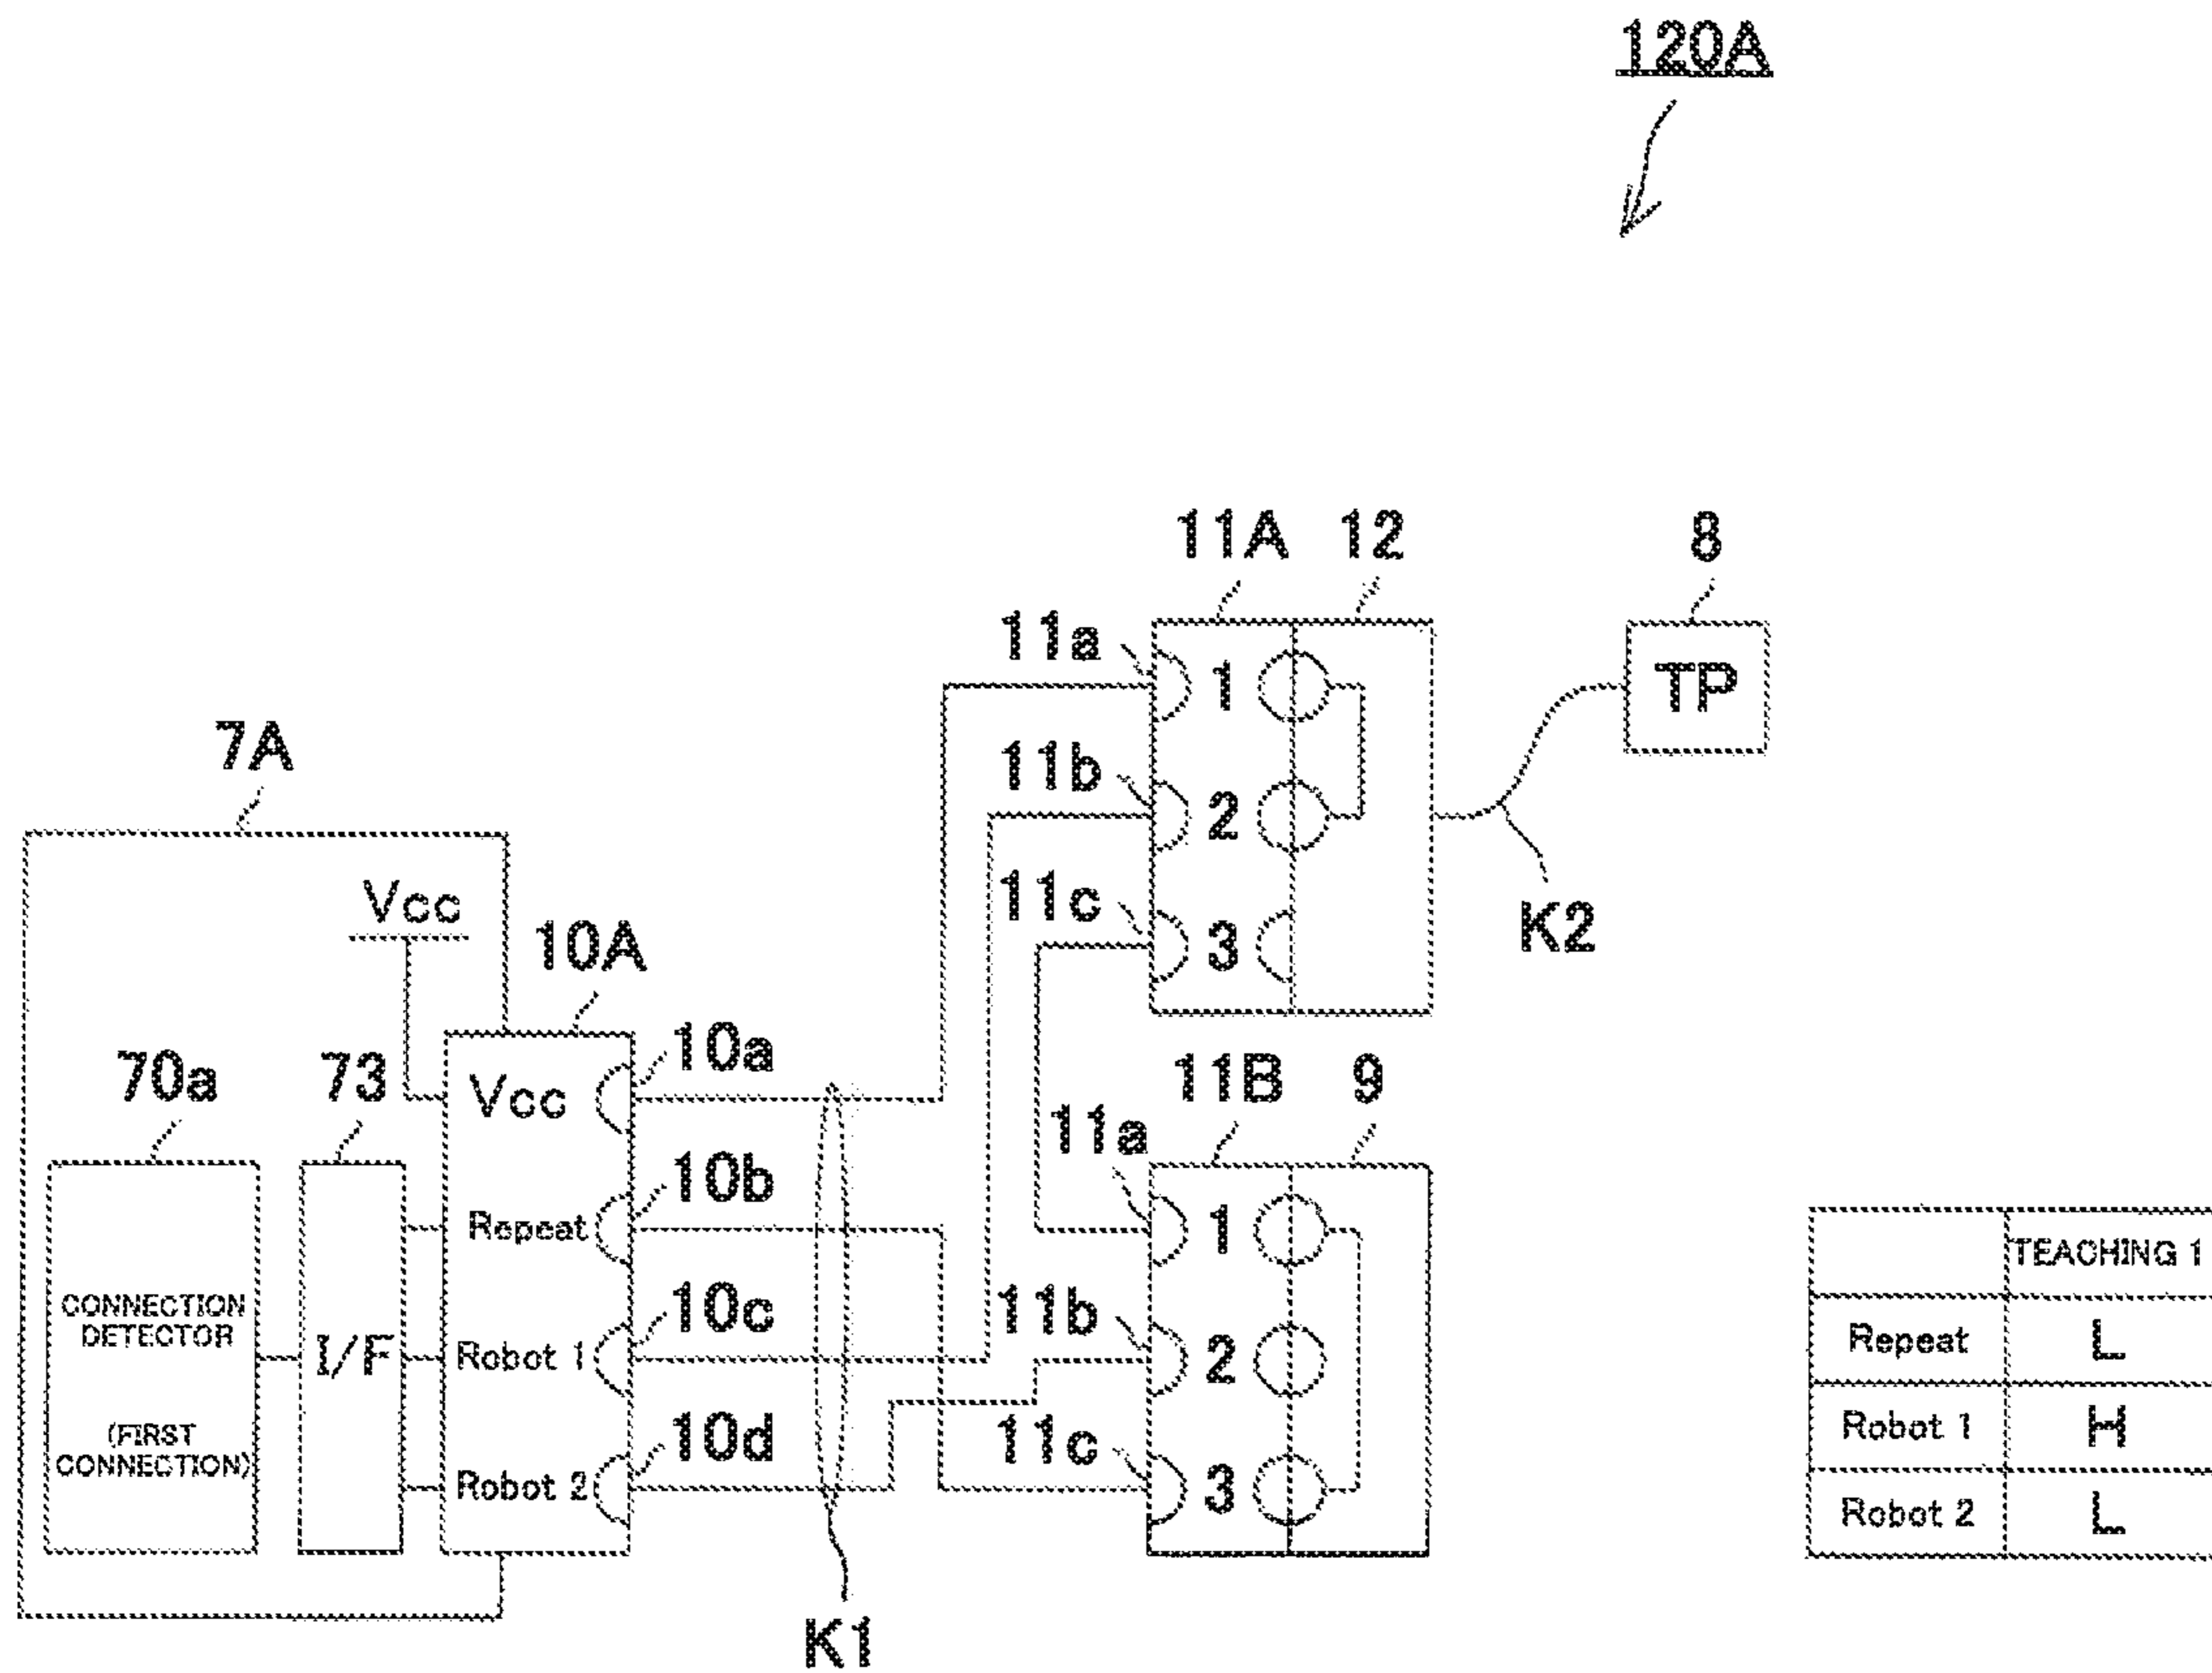 120A
11A 12 8
11a 1 TP
7A
11b 2
Vcc
11c 3 K2
10A
10a 11B 9
70a 73 Vcc
11a 1
10b
Repeat
TEACHING 1
CONNECTION
DETECTOR
I/F
10c
Robot 1
11b 2
Repeat L
(FIRST
CONNECTION)
10d
Robot 2
11c 3
Robot 1 H
Robot 2 L
K1